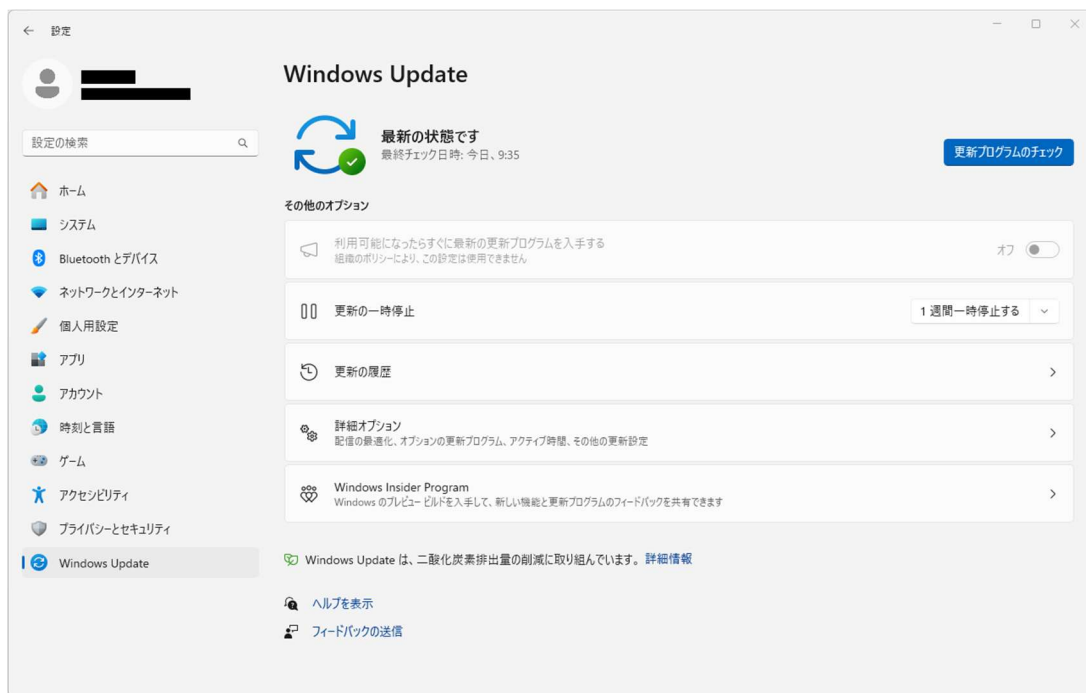 設定
Windows Update
最新の状態です
最終チェック日時: 今日、9:35
更新プログラムのチェック
設定の検索
ホーム
システム
Bluetooth とデバイス
ネットワークとインターネット
個人用設定
アプリ
アカウント
時刻と言語
ゲーム
アクセシビリティ
プライバシーとセキュリティ
Windows Update
その他のオプション
利用可能になったらすぐに最新の更新プログラムを入手する
組織のポリシーにより、この設定は使用できません
オフ
更新の一時停止
1 週間一時停止する
更新の履歴
詳細オプション
配信の最適化、オプションの更新プログラム、アクティブ時間、その他の更新設定
Windows Insider Program
Windows のプレビュー ビルドを入手して、新しい機能と更新プログラムのフィードバックを共有できます
Windows Update は、二酸化炭素排出量の削減に取り組んでいます。 詳細情報
ヘルプを表示
フィードバックの送信